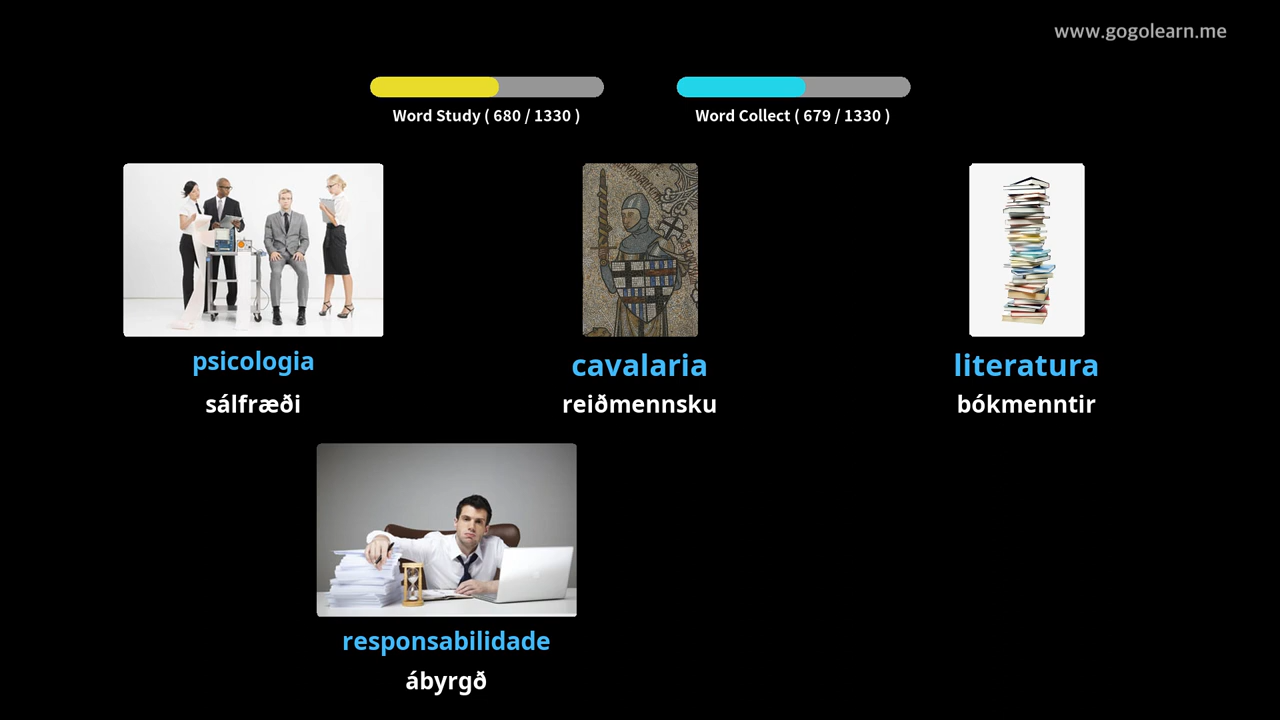 www.gogolearn.me
Word Study ( 680 / 1330 )
Word Collect ( 679 / 1330 )
psicologia
sálfræði
cavalaria
reiðmennsku
literatura
bókmenntir
responsabilidade
ábyrgð